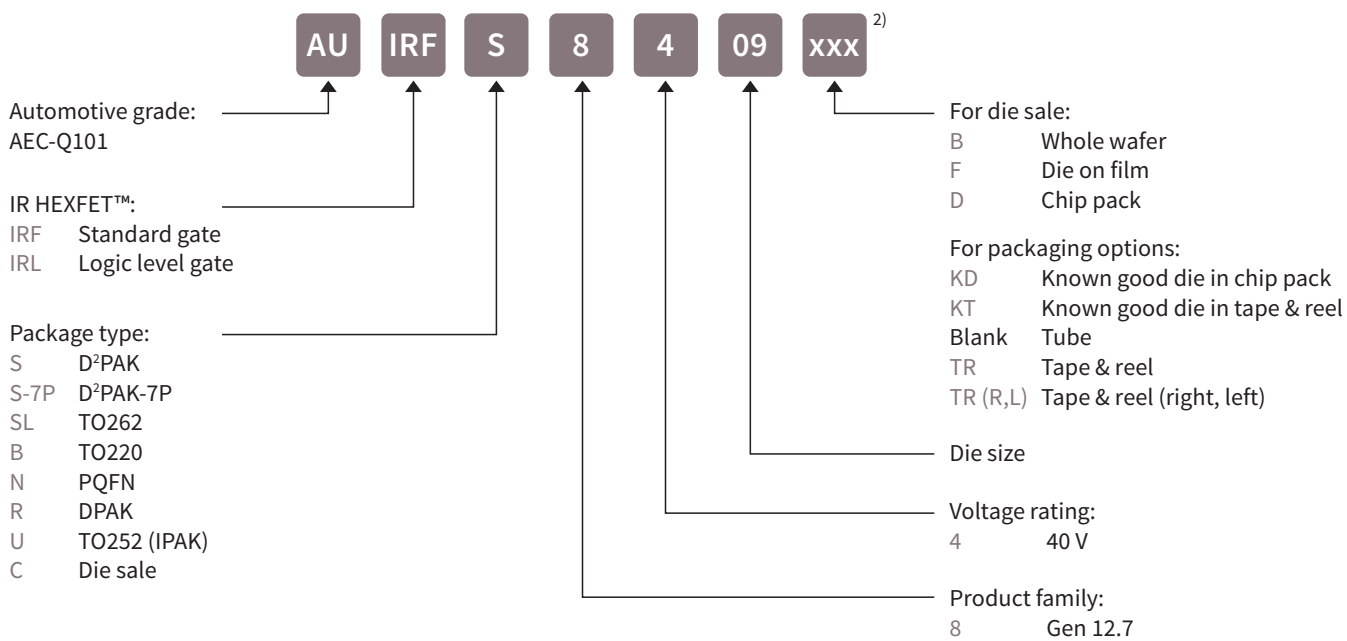 AU IRF S 8 4 09 xxx 2)
Automotive grade:
AEC-Q101
IR HEXFET™:
IRF Standard gate
IRL Logic level gate
Package type:
S D²PAK
S-7P D²PAK-7P
SL TO262
B TO220
N PQFN
R DPAK
U TO252 (IPAK)
C Die sale
For die sale:
B Whole wafer
F Die on film
D Chip pack
For packaging options:
KD Known good die in chip pack
KT Known good die in tape & reel
Blank Tube
TR Tape & reel
TR (R,L) Tape & reel (right, left)
Die size
Voltage rating:
4 40 V
Product family:
8 Gen 12.7